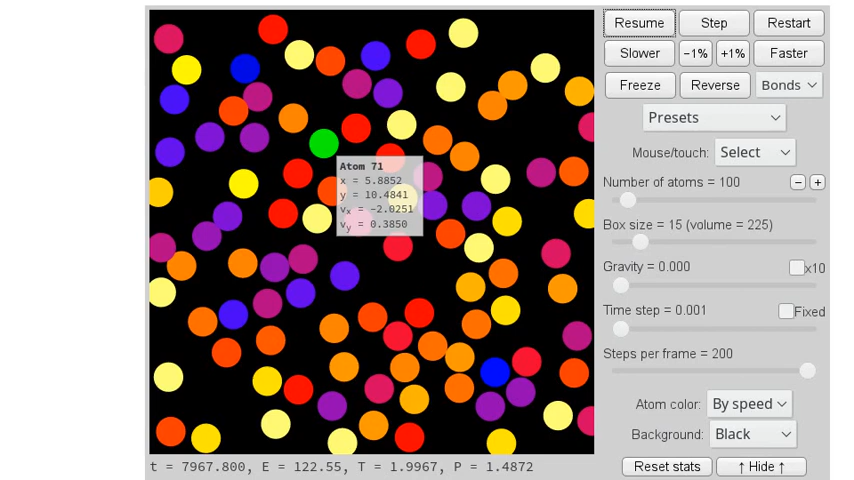 Resume Step Restart
Slower −1% +1% Faster
Freeze Reverse Bonds
Presets
Mouse/touch: Select
Number of atoms = 100 − +
Box size = 15 (volume = 225)
Gravity = 0.000 x10
Time step = 0.001 Fixed
Steps per frame = 200
Atom color: By speed
Background: Black
Reset stats ↑ Hide ↑
Atom 71
x = 5.8852
y = 10.4841
vx = −2.0251
vy = 0.3850
t = 7967.800, E = 122.55, T = 1.9967, P = 1.4872